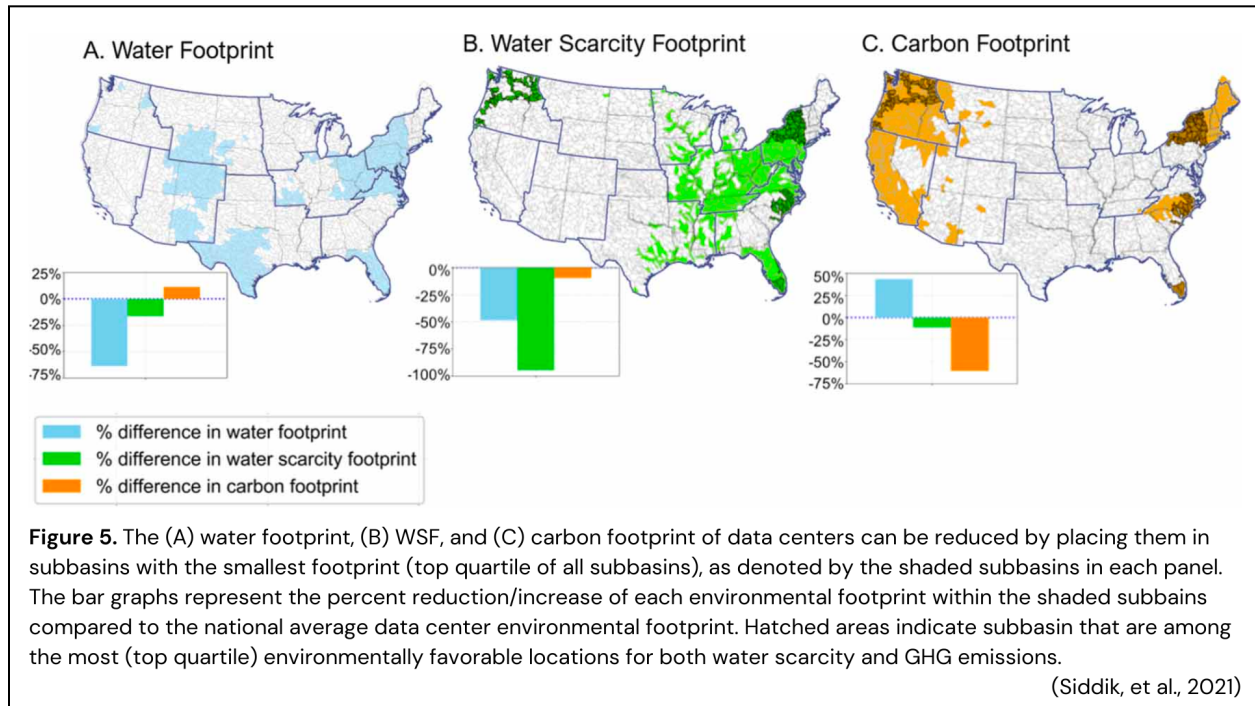 A. Water Footprint
B. Water Scarcity Footprint
C. Carbon Footprint
25%
0%
-25%
-50%
-75%
0%
-25%
-50%
-75%
-100%
50%
25%
0%
-25%
-50%
-75%
% difference in water footprint
% difference in water scarcity footprint
% difference in carbon footprint
Figure 5. The (A) water footprint, (B) WSF, and (C) carbon footprint of data centers can be reduced by placing them in
subbasins with the smallest footprint (top quartile of all subbasins), as denoted by the shaded subbasins in each panel.
The bar graphs represent the percent reduction/increase of each environmental footprint within the shaded subbains
compared to the national average data center environmental footprint. Hatched areas indicate subbasin that are among
the most (top quartile) environmentally favorable locations for both water scarcity and GHG emissions.
(Siddik, et al., 2021)